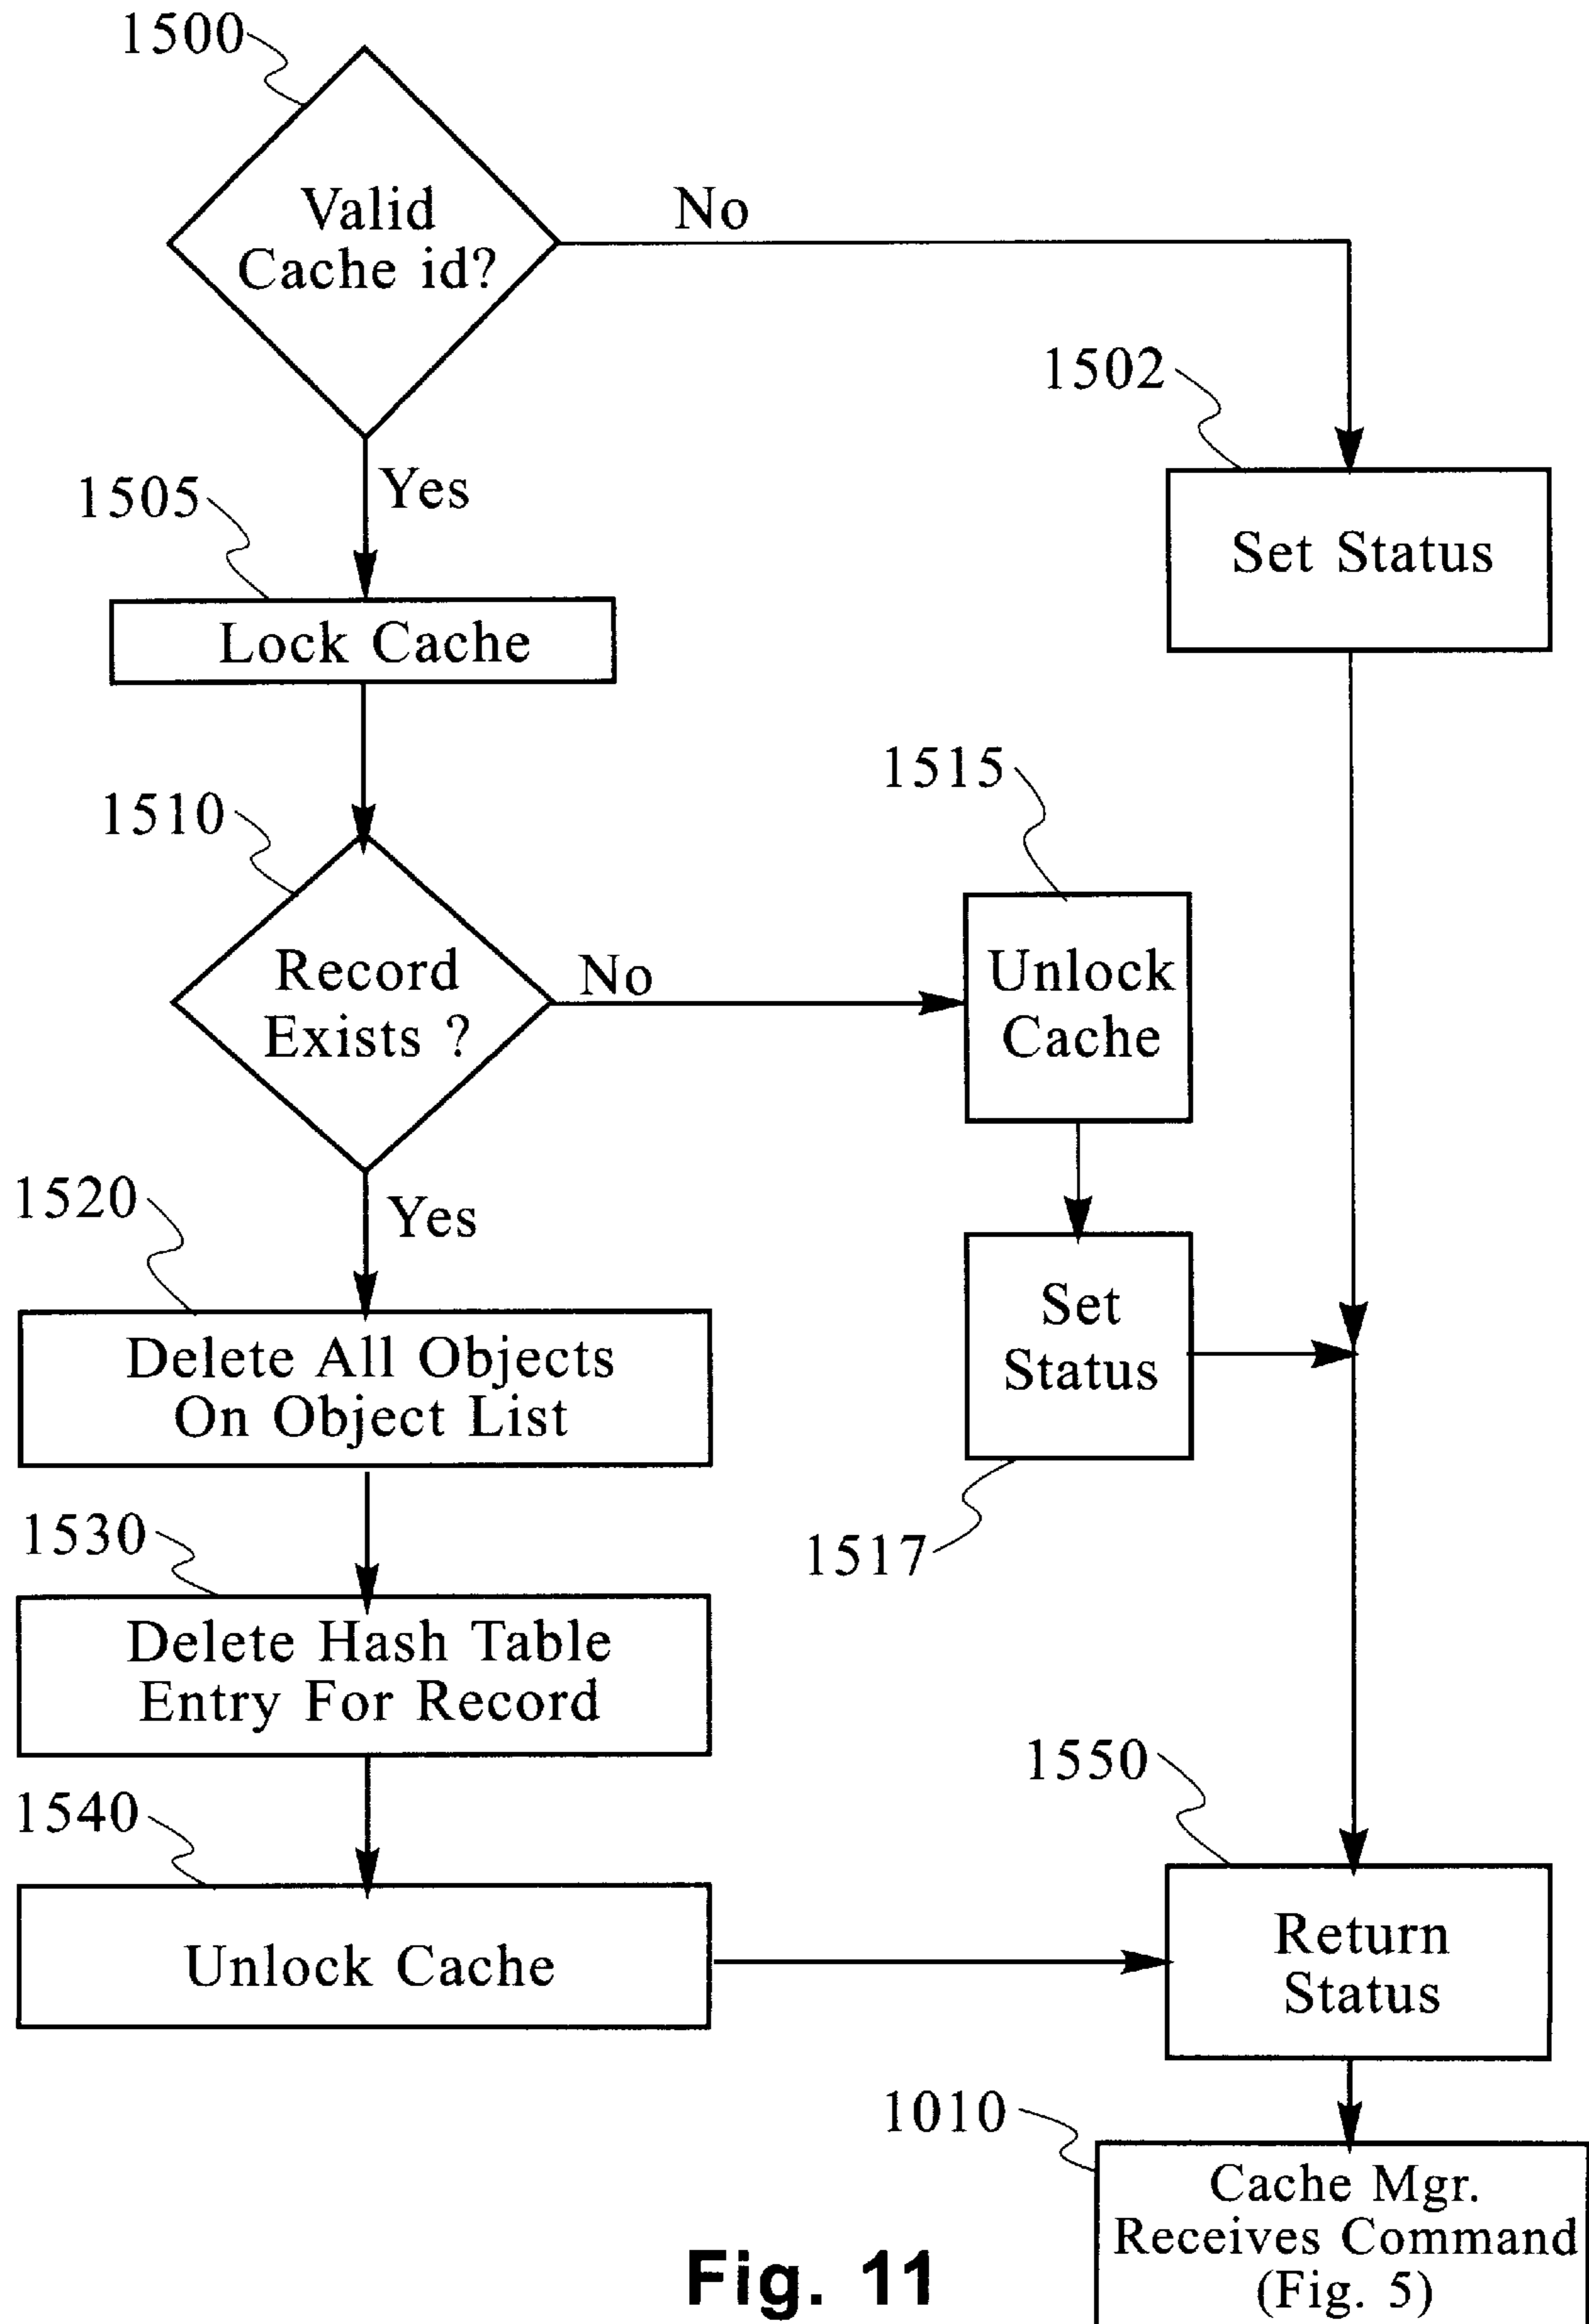 1500
Valid
Cache id?
No
Yes
1502
Set Status
1505
Lock Cache
1510
Record
Exists ?
No
Yes
1515
Unlock
Cache
Set
Status
1517
1520
Delete All Objects
On Object List
1530
Delete Hash Table
Entry For Record
1540
Unlock Cache
1550
Return
Status
1010
Cache Mgr.
Receives Command
(Fig. 5)
Fig. 11